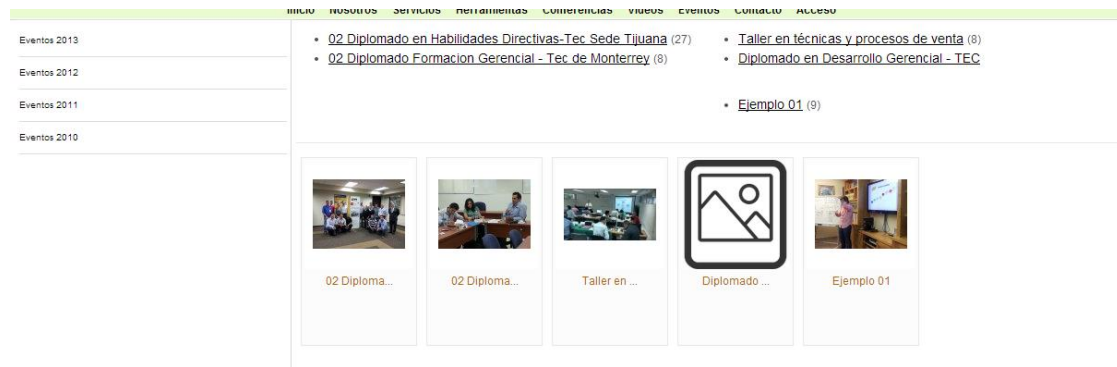 Inicio Nosotros Servicios Herramientas Conferencias Videos Eventos Contacto Acceso
Eventos 2013
Eventos 2012
Eventos 2011
Eventos 2010
• 02 Diplomado en Habilidades Directivas-Tec Sede Tijuana (27)
• 02 Diplomado Formacion Gerencial - Tec de Monterrey (8)
• Taller en técnicas y procesos de venta (8)
• Diplomado en Desarrollo Gerencial - TEC
• Ejemplo 01 (9)
02 Diploma...
02 Diploma...
Taller en ...
Diplomado ...
Ejemplo 01